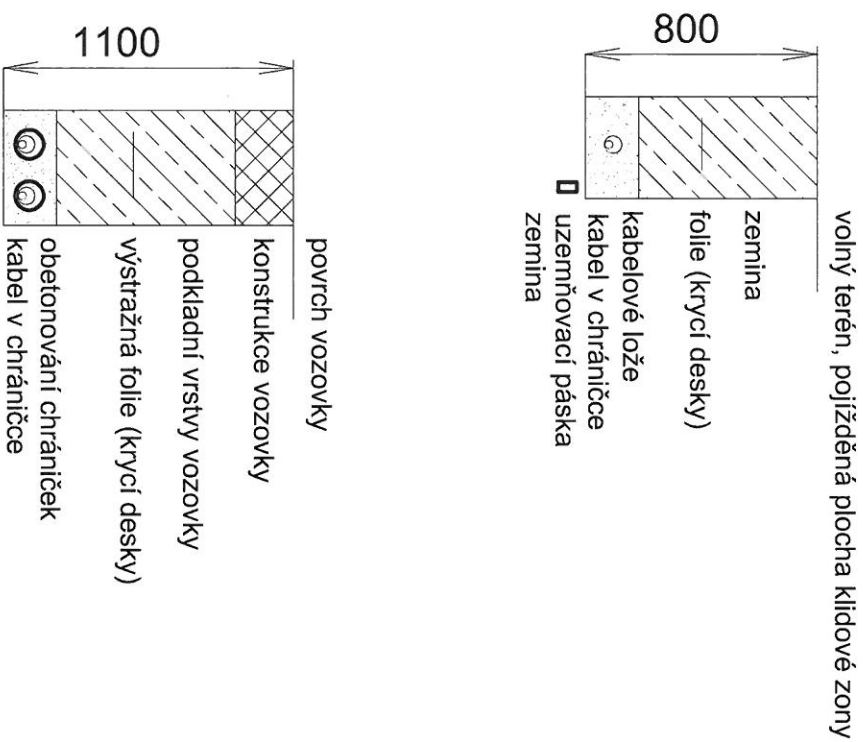 volný terén, pojížděná plocha klidové zony
800
zemina
folie (krycí desky)
kabelové lože
kabel v chráničce
uzemňovací páska
zemina
1100
povrch vozovky
konstrukce vozovky
podkladní vrstvy vozovky
výstražná folie (krycí desky)
obetonování chrániček
kabel v chráničce